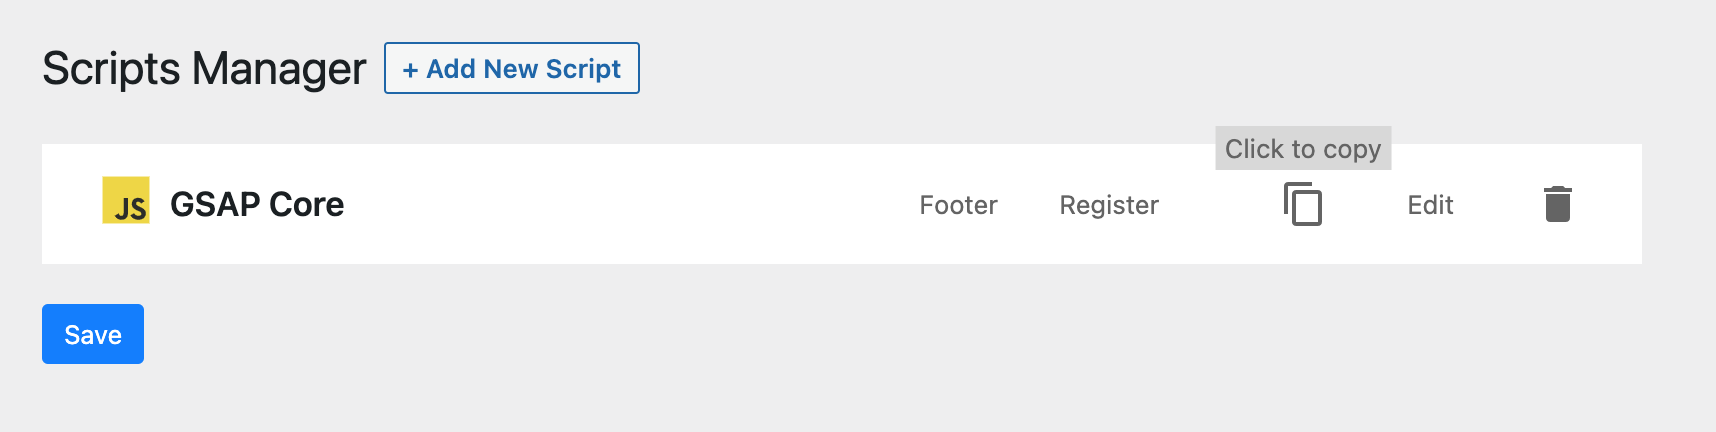 Scripts Manager
+ Add New Script
Click to copy
JS
GSAP Core
Footer
Register
Edit
Save